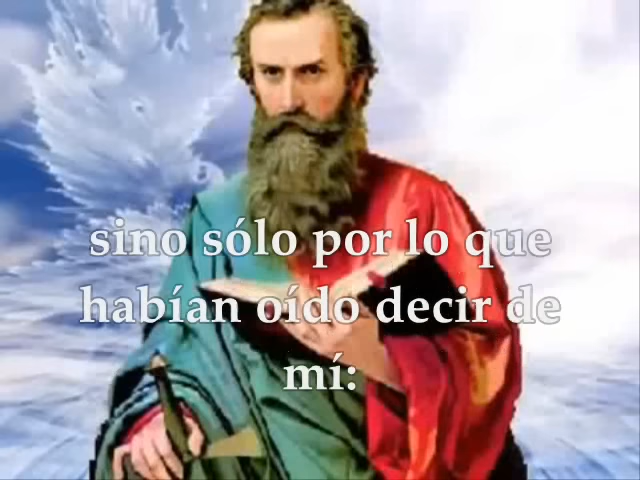 sino sólo por lo que
habían oído decir de
mí: